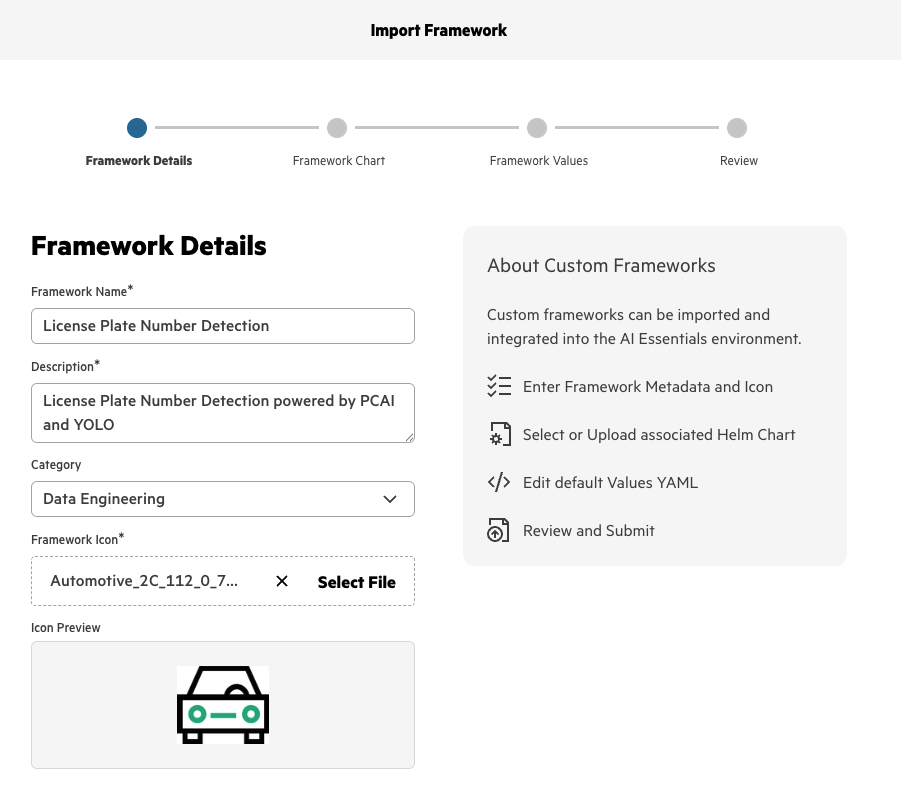 Import Framework
Framework Details
Framework Chart
Framework Values
Review
Framework Details
Framework Name*
License Plate Number Detection
Description*
License Plate Number Detection powered by PCAI
and YOLO
Category
Data Engineering
Framework Icon*
Automotive_2C_112_0_7...
Select File
Icon Preview
About Custom Frameworks
Custom frameworks can be imported and
integrated into the AI Essentials environment.
Enter Framework Metadata and Icon
Select or Upload associated Helm Chart
Edit default Values YAML
Review and Submit